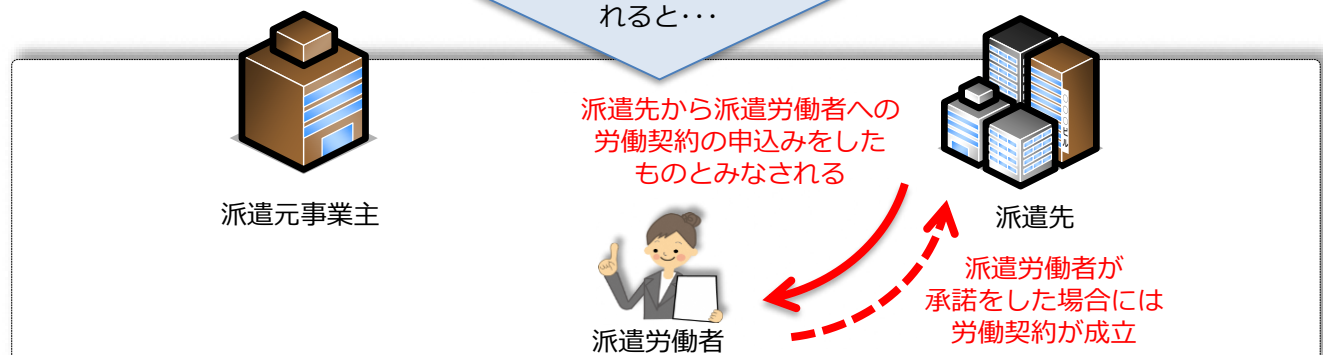 れると･･･
派遣先から派遣労働者への
労働契約の申込みをした
ものとみなされる
派遣元事業主
派遣先
派遣労働者が
承諾をした場合には
労働契約が成立
派遣労働者